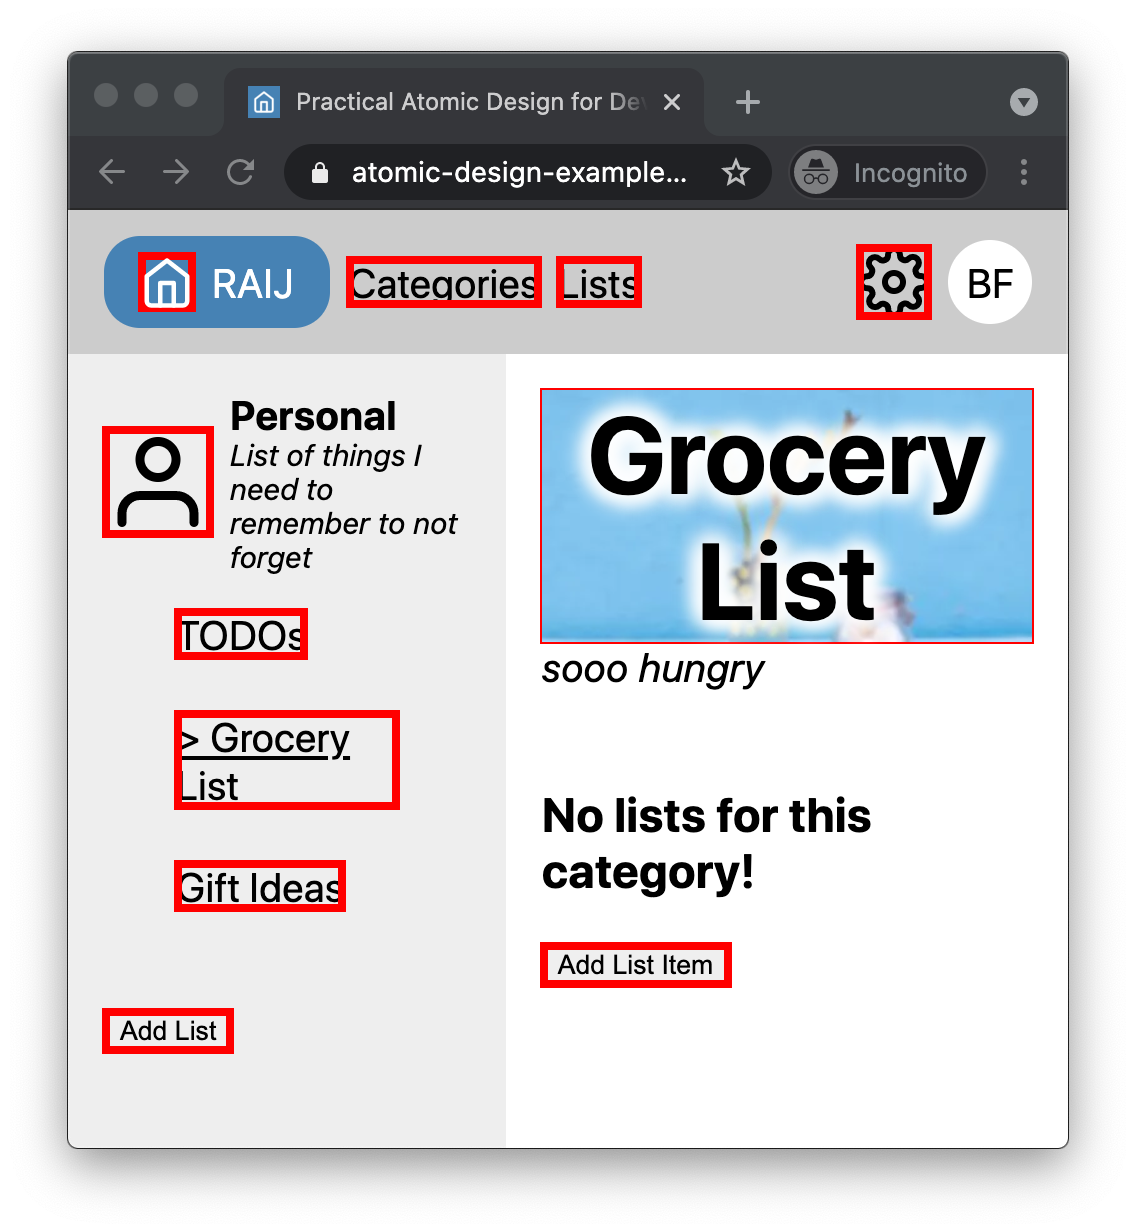 Practical Atomic Design for De
atomic-design-example...
Incognito
RAIJ
Categories
Lists
BF
Personal
List of things I
need to
remember to not
forget
TODOs
> Grocery
List
Gift Ideas
Add List
Grocery
List
sooo hungry
No lists for this
category!
Add List Item